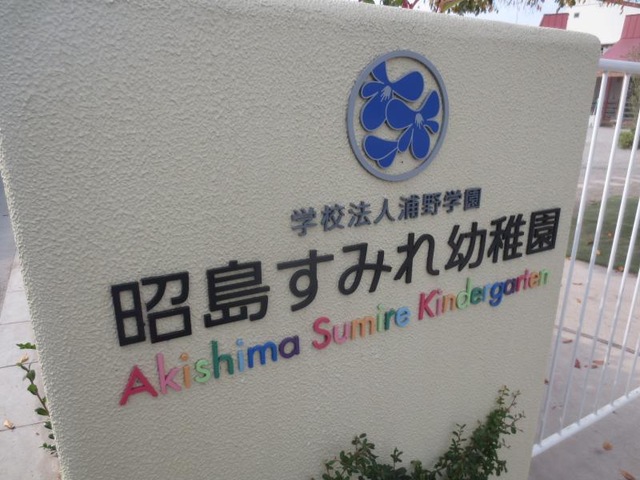 学校法人浦野学園
昭島すみれ幼稚園
Akishima Sumire Kindergarten